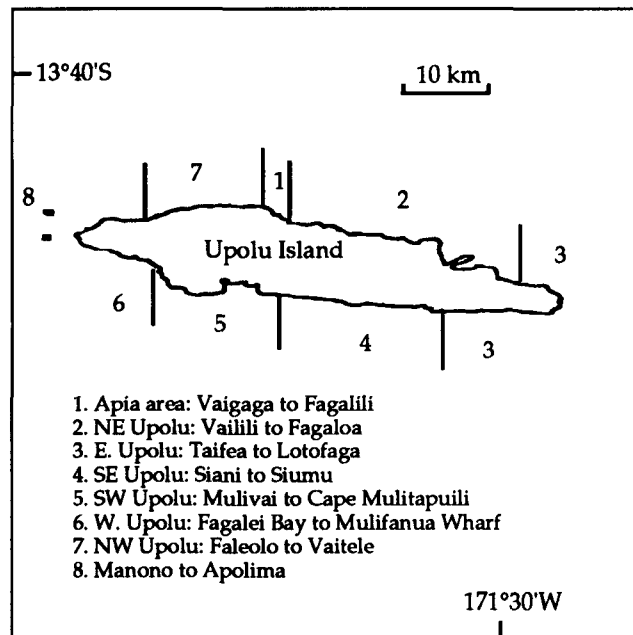 13°40'S
10 km
7
1
2
8
Upolu Island
3
6
5
4
3
1. Apia area: Vaigaga to Fagalili
2. NE Upolu: Vailili to Fagaloa
3. E. Upolu: Taifea to Lotofaga
4. SE Upolu: Siani to Siumu
5. SW Upolu: Mulivai to Cape Mulitapuili
6. W. Upolu: Fagalei Bay to Mulifanua Wharf
7. NW Upolu: Faleolo to Vaitele
8. Manono to Apolima
171°30'W